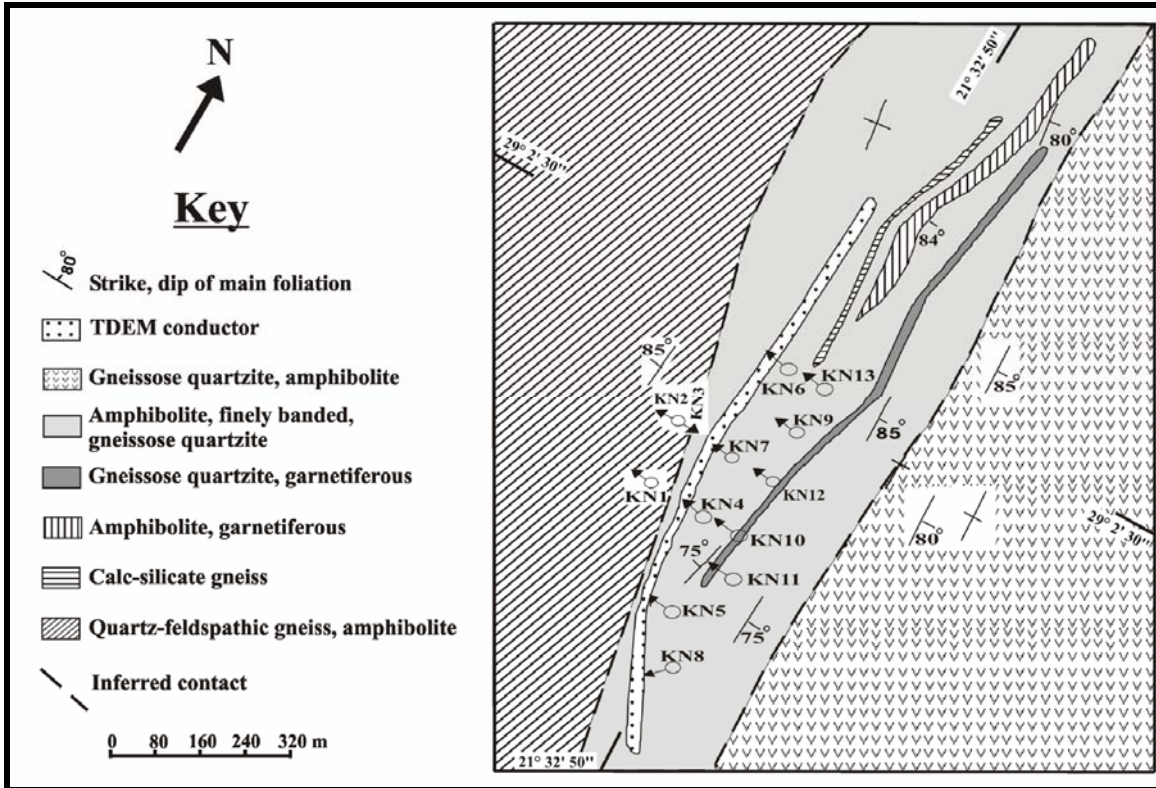 N
Key
80°
Strike, dip of main foliation
TDEM conductor
Gneissose quartzite, amphibolite
Amphibolite, finely banded,
gneissose quartzite
Gneissose quartzite, garnetiferous
Amphibolite, garnetiferous
Calc-silicate gneiss
Quartz-feldspathic gneiss, amphibolite
Inferred contact
0 80 160 240 320 m
21° 32' 50"
29° 2' 30"
80°
84°
85°
KN13
KN6
85°
KN2
KN3
KN9
85°
KN7
KN1
KN12
KN4
29° 2' 30"
80°
KN10
75°
KN11
KN5
75°
KN8
21° 32' 50"